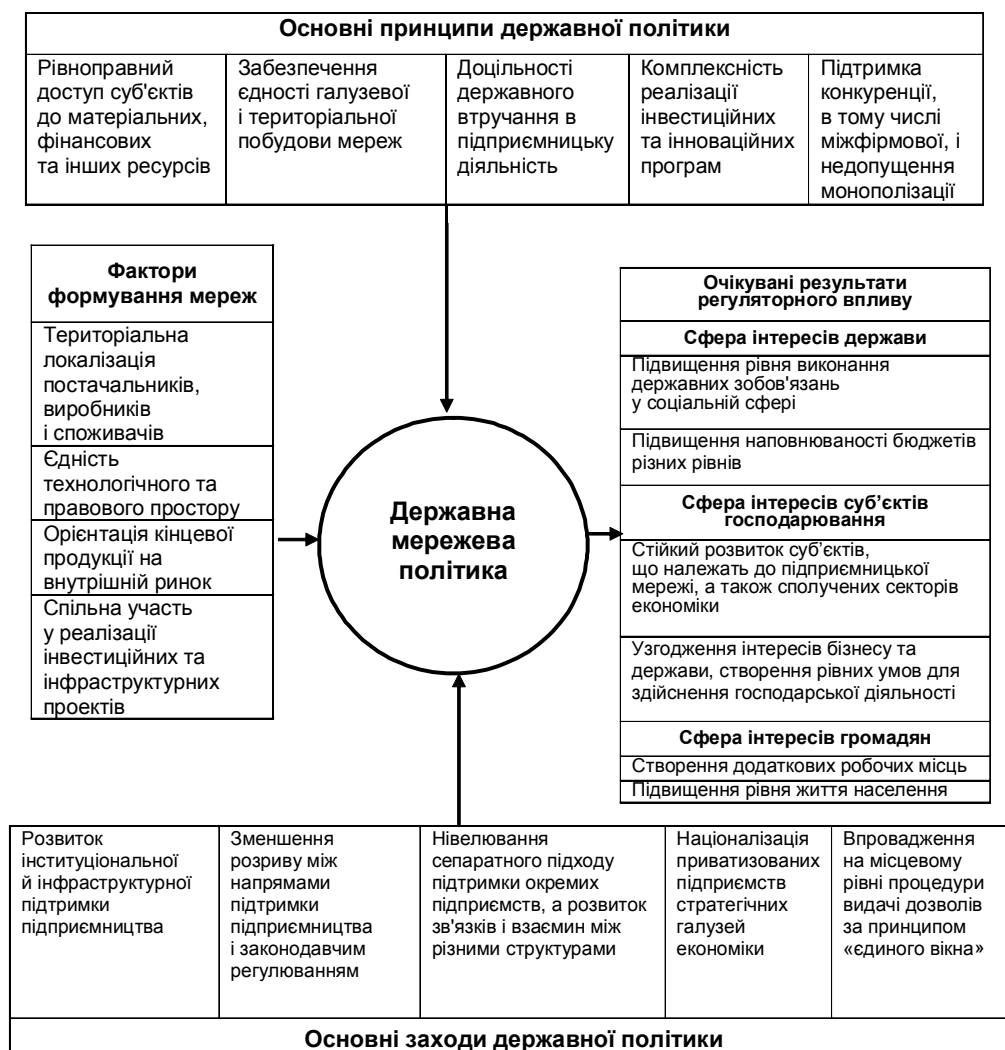 Основні принципи державної політики
Рівноправний
доступ суб'єктів
до матеріальних,
фінансових
та інших ресурсів
Забезпечення
єдності галузевої
і територіальної
побудови мереж
Доцільності
державного
втручання в
підприємницьку
діяльність
Комплексність
реалізації
інвестиційних
та інноваційних
програм
Підтримка
конкуренції,
в тому числі
міжфірмової, і
недопущення
монополізації
Фактори
формування мереж
Територіальна
локалізація
постачальників,
виробників
і споживачів
Єдність
технологічного та
правового простору
Орієнтація кінцевої
продукції на
внутрішній ринок
Спільна участь
у реалізації
інвестиційних та
інфраструктурних
проектів
Державна
мережева
політика
Очікувані результати
регуляторного впливу
Сфера інтересів держави
Підвищення рівня виконання
державних зобов'язань
у соціальній сфері
Підвищення наповнюваності бюджетів
різних рівнів
Сфера інтересів суб’єктів
господарювання
Стійкий розвиток суб’єктів,
що належать до підприємницької
мережі, а також сполучених секторів
економіки
Узгодження інтересів бізнесу та
держави, створення рівних умов для
здійснення господарської діяльності
Сфера інтересів громадян
Створення додаткових робочих місць
Підвищення рівня життя населення
Розвиток
інституціональної
й інфраструктурної
підтримки
підприємництва
Зменшення
розриву між
напрямами
підтримки
підприємництва
і законодавчим
регулюванням
Нівелювання
сепаратного підходу
підтримки окремих
підприємств, а розвиток
зв'язків і взаємин між
різними структурами
Націоналізація
приватизованих
підприємств
стратегічних
галузей
економіки
Впровадження
на місцевому
рівні процедури
видачі дозволів
за принципом
«єдиного вікна»
Основні заходи державної політики